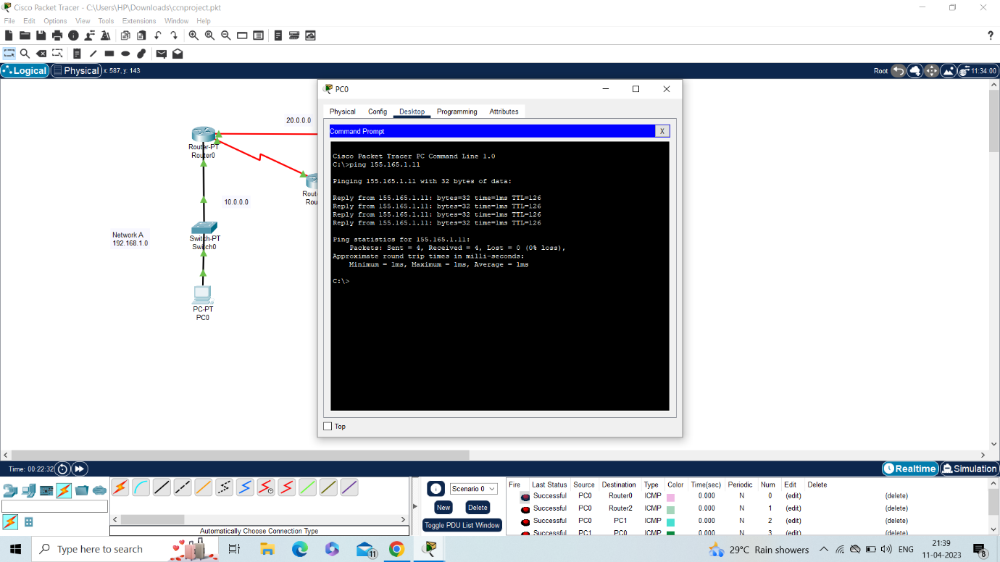 Cisco Packet Tracer - C:\Users\HP\Downloads\ccnproject.pkt
File Edit Options View Tools Extensions Window Help
?
Logical Physical x: 587, y: 143 Root 11:34:00
20.0.0.0
Router-PT
Router0
10.0.0.0
Network A
192.168.1.0
Switch-PT
Switch0
PC-PT
PC0
Rout
Rou
PC0
Physical Config Desktop Programming Attributes
Command Prompt X
Cisco Packet Tracer PC Command Line 1.0
C:\>ping 155.165.1.11
Pinging 155.165.1.11 with 32 bytes of data:
Reply from 155.165.1.11: bytes=32 time=1ms TTL=126
Reply from 155.165.1.11: bytes=32 time=1ms TTL=126
Reply from 155.165.1.11: bytes=32 time=1ms TTL=126
Reply from 155.165.1.11: bytes=32 time=1ms TTL=126
Ping statistics for 155.165.1.11:
Packets: Sent = 4, Received = 4, Lost = 0 (0% loss),
Approximate round trip times in milli-seconds:
Minimum = 1ms, Maximum = 1ms, Average = 1ms
C:\>
Top
Time: 00:22:32 Realtime Simulation
Automatically Choose Connection Type
Scenario 0
New Delete
Toggle PDU List Window
Fire Last Status Source Destination Type Color Time(sec) Periodic Num Edit Delete
Successful PC0 Router0 ICMP 0.000 N 0 (edit) (delete)
Successful PC0 Router2 ICMP 0.000 N 1 (edit) (delete)
Successful PC0 PC1 ICMP 0.000 N 2 (edit) (delete)
Successful PC1 PC0 ICMP 0.000 N 3 (edit) (delete)
Type here to search 11 29°C Rain showers ENG 21:39
11-04-2023 8